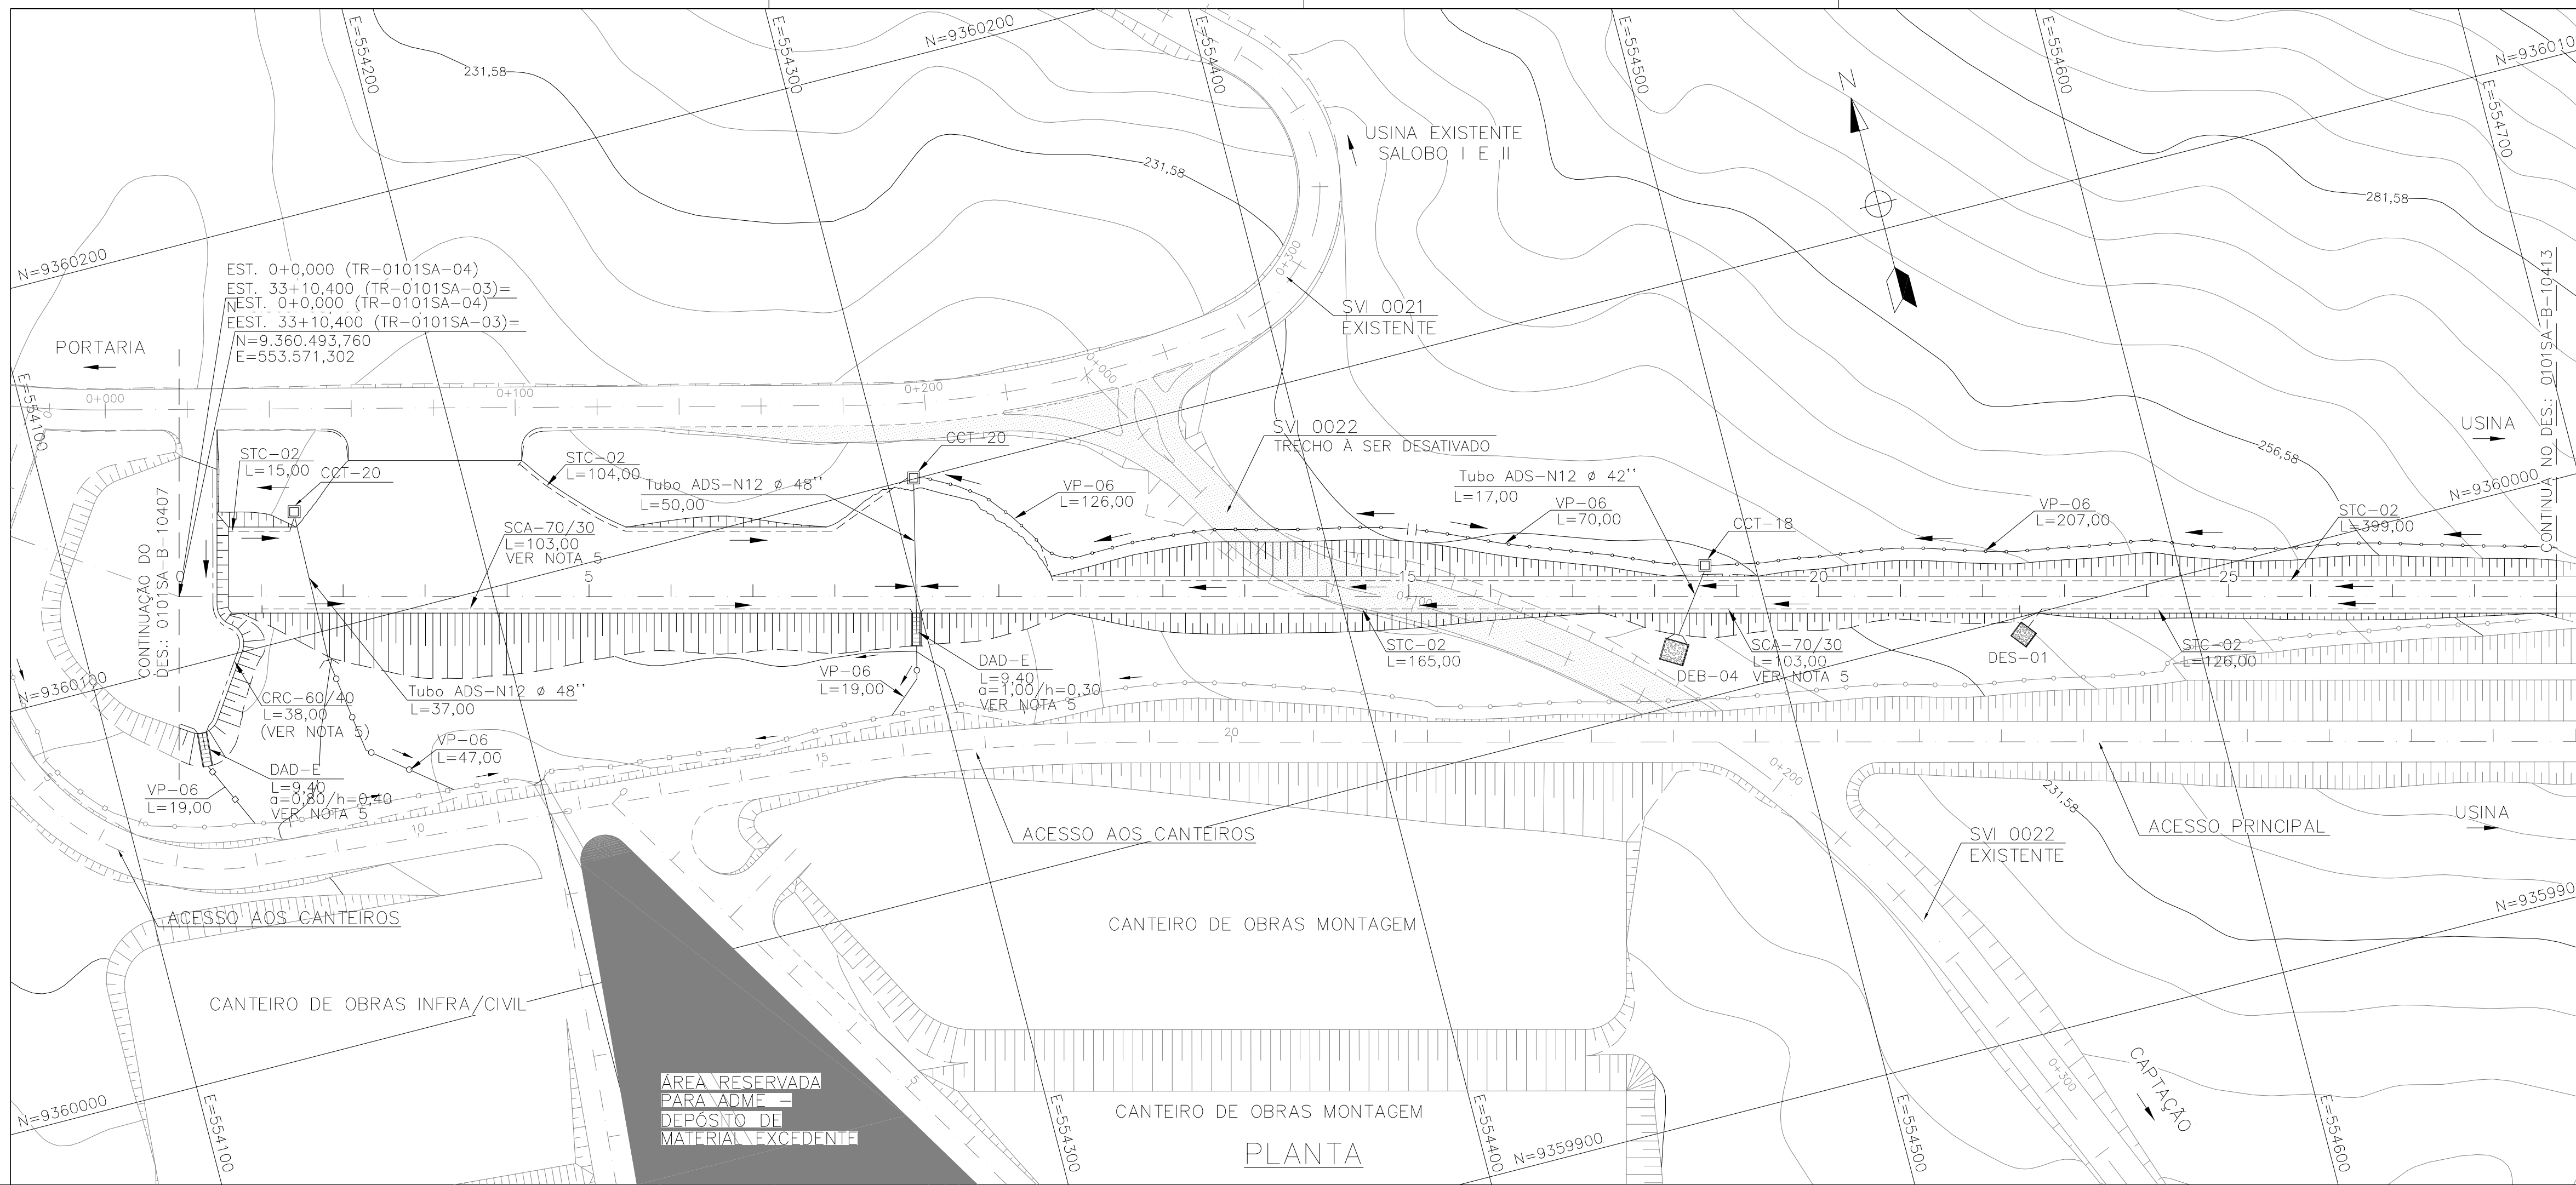 E=554200
E=554300
N=9360200
E=554400
E=554500
E=554600
E=554700
N=936010
231,58
N
USINA EXISTENTE
SALOBO I E II
231,58
281,58
N=9360200
EST. 0+0,000 (TR-0101SA-04)
EST. 33+10,400 (TR-0101SA-03)=
EST. 0+0,000 (TR-0101SA-04)
EST. 33+10,400 (TR-0101SA-03)=
N=9.360.493,760
E=553.571,302
0+300
SVI 0021
EXISTENTE
CONTINUA NO DES.: 0101SA-B-10413
PORTARIA
E=554100
0+000
0+100
0+200
0+000
USINA
SVI 0022
TRECHO À SER DESATIVADO
CCT-20
256,58
STC-02
L=15,00
CCT-20
STC-02
L=104,00
Tubo ADS-N12 ø 48''
L=50,00
VP-06
L=126,00
Tubo ADS-N12 ø 42''
L=17,00
VP-06
L=70,00
CCT-18
VP-06
L=207,00
N=9360000
STC-02
L=399,00
SCA-70/30
L=103,00
VER NOTA 5
CONTINUAÇÃO DO
DES.: 0101SA-B-10407
0
5
15
20
25
0+100
N=9360100
CRC-60/40
L=38,00
(VER NOTA 5)
Tubo ADS-N12 ø 48''
L=37,00
VP-06
L=19,00
DAD-E
L=9,40
a=1,00/h=0,30
VER NOTA 5
STC-02
L=165,00
DEB-04
SCA-70/30
L=103,00
VER NOTA 5
DES-01
STC-02
L=126,00
VP-06
L=47,00
VP-06
L=19,00
DAD-E
L=9,40
a=0,80/h=0,40
VER NOTA 5
5
10
15
20
0+200
231,58
ACESSO AOS CANTEIROS
SVI 0022
EXISTENTE
ACESSO PRINCIPAL
USINA
ACESSO AOS CANTEIROS
N=935990
CANTEIRO DE OBRAS MONTAGEM
CANTEIRO DE OBRAS INFRA/CIVIL
ÁREA RESERVADA
PARA ADME –
DEPÓSITO DE
MATERIAL EXCEDENTE
5
0+300
CAPTAÇÃO
CANTEIRO DE OBRAS MONTAGEM
N=9360000
E=554100
E=554300
E=554400
N=9359900
E=554500
E=554600
PLANTA